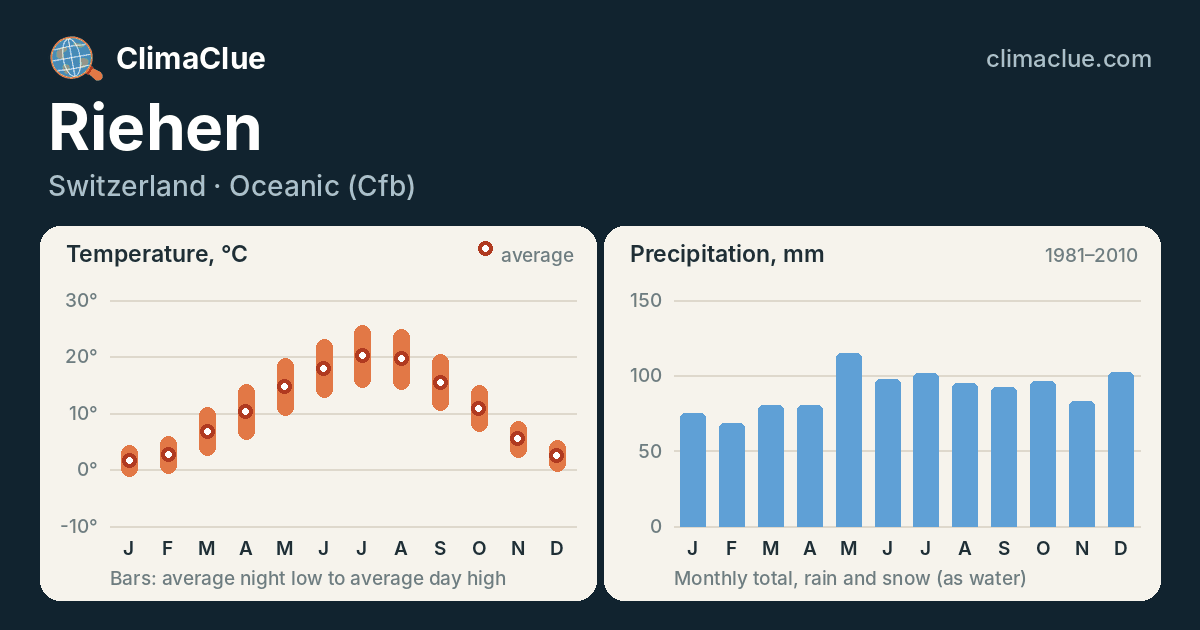 ClimaClue
climaclue.com
Riehen
Switzerland · Oceanic (Cfb)
Temperature, °C
average
30°
20°
10°
0°
-10°
J F M A M J J A S O N D
Bars: average night low to average day high
Precipitation, mm
1981–2010
150
100
50
0
J F M A M J J A S O N D
Monthly total, rain and snow (as water)